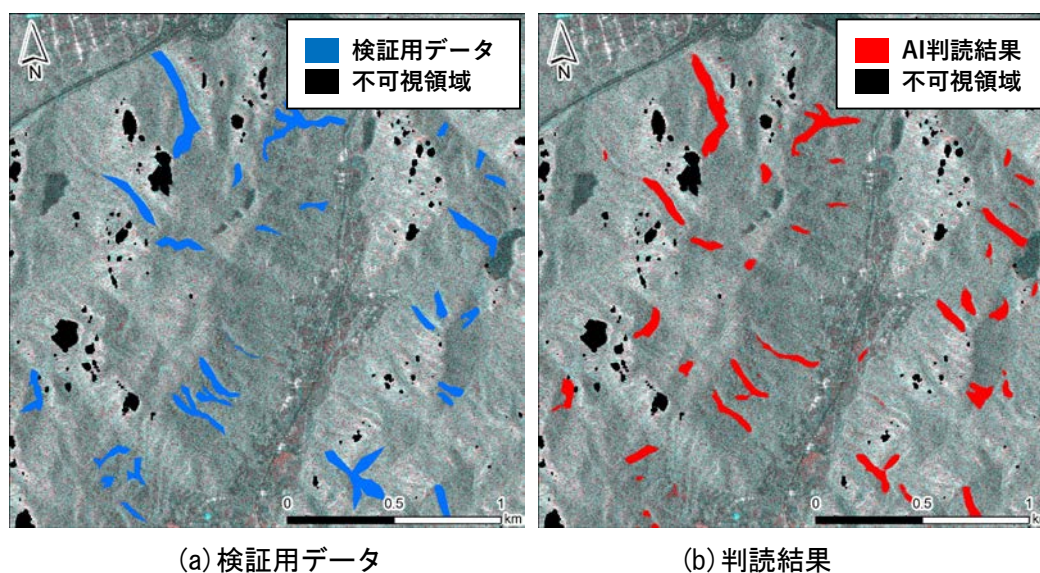 検証用データ
不可視領域
N
0 0.5 1
km
AI判読結果
不可視領域
N
0 0.5 1
km
(a)検証用データ
(b)判読結果